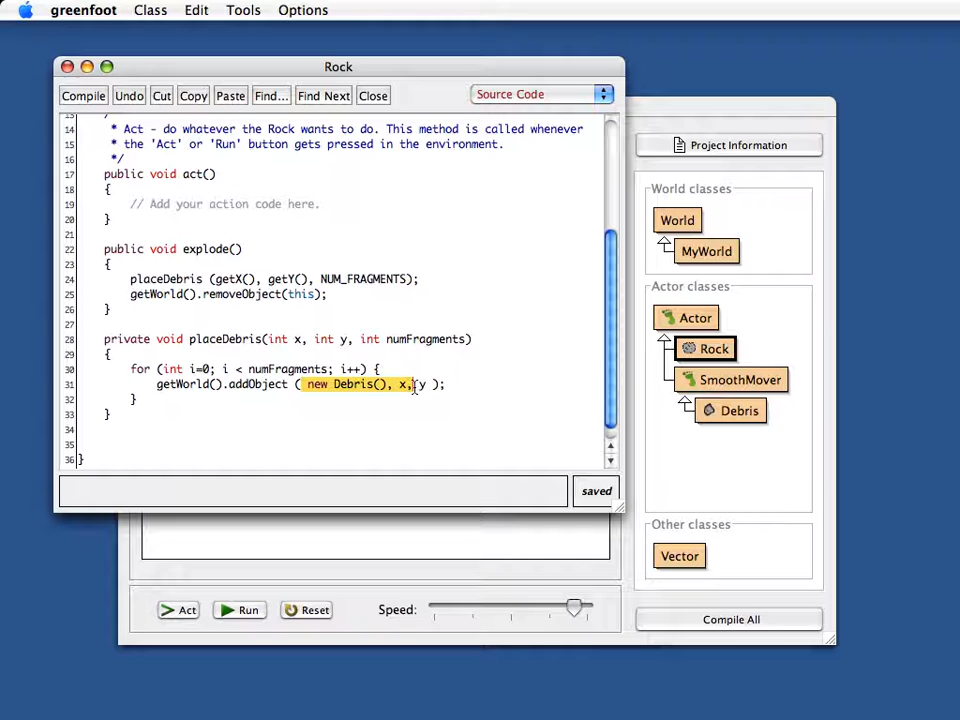 greenfoot Class Edit Tools Options
Rock
Compile Undo Cut Copy Paste Find... Find Next Close Source Code
14 * Act - do whatever the Rock wants to do. This method is called whenever
15 * the 'Act' or 'Run' button gets pressed in the environment.
16 */
17 public void act()
18 {
19 // Add your action code here.
20 }
21
22 public void explode()
23 {
24 placeDebris (getX(), getY(), NUM_FRAGMENTS);
25 getWorld().removeObject(this);
26 }
27
28 private void placeDebris(int x, int y, int numFragments)
29 {
30 for (int i=0; i < numFragments; i++) {
31 getWorld().addObject ( new Debris(), x, y );
32 }
33 }
34
35
36 }
saved
Project Information
World classes
World
MyWorld
Actor classes
Actor
Rock
SmoothMover
Debris
Other classes
Vector
Act Run Reset Speed:
Compile All